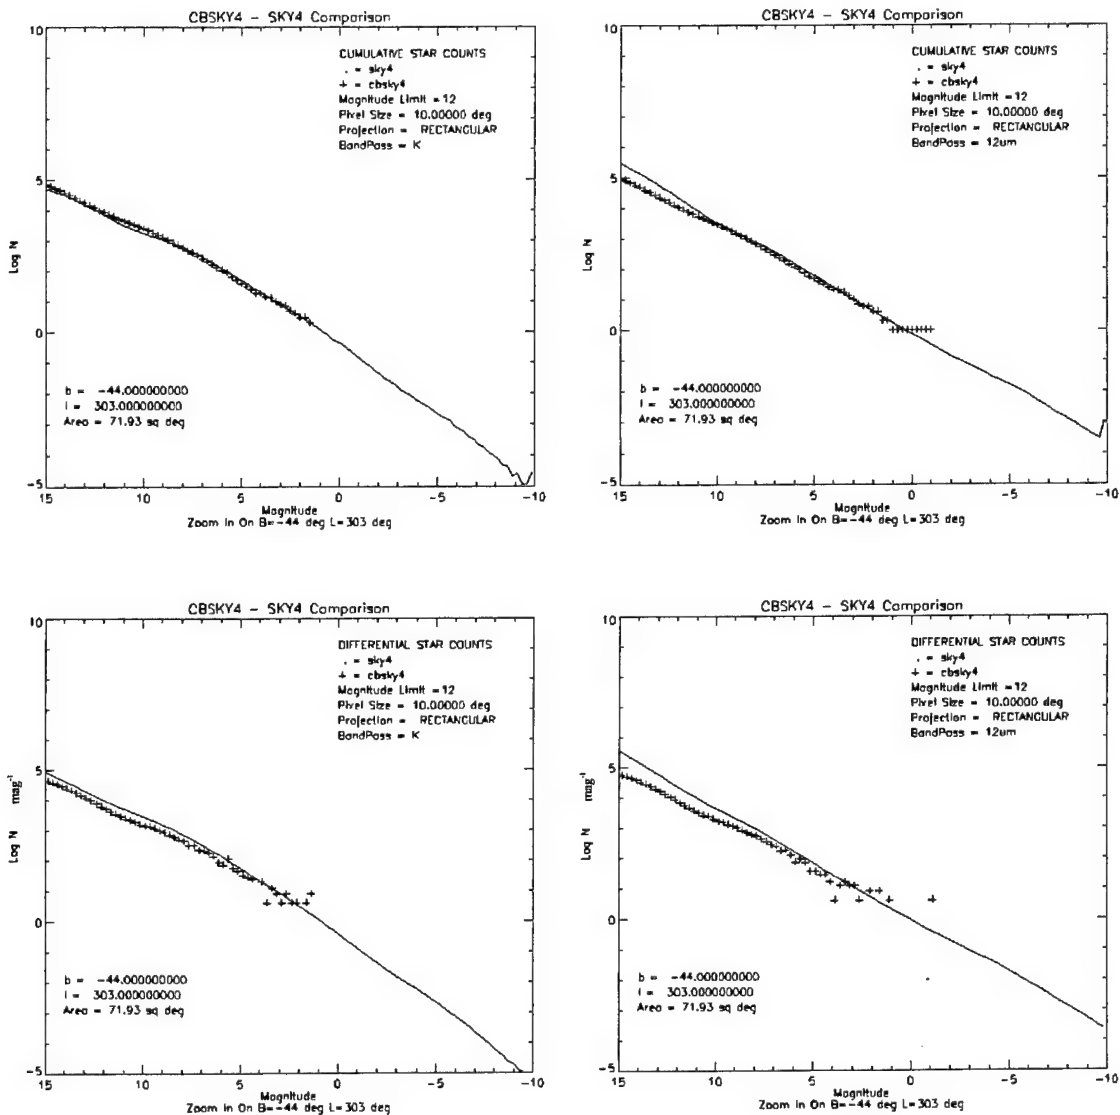 CBSKY4 - SKY4 Comparison
10
CUMULATIVE STAR COUNTS
. = sky4
+ = cbsky4
Magnitude Limit =12
Pixel Size = 10.00000 deg
Projection = RECTANGULAR
BandPass = K
5
Log N
0
b = -44.000000000
l = 303.000000000
Area = 71.93 sq deg
-5
15 10 5 0 -5 -10
Magnitude
Zoom In On B=-44 deg L=303 deg
CBSKY4 - SKY4 Comparison
10
CUMULATIVE STAR COUNTS
. = sky4
+ = cbsky4
Magnitude Limit =12
Pixel Size = 10.00000 deg
Projection = RECTANGULAR
BandPass = 12um
5
Log N
0
b = -44.000000000
l = 303.000000000
Area = 71.93 sq deg
-5
15 10 5 0 -5 -10
Magnitude
Zoom In On B=-44 deg L=303 deg
CBSKY4 - SKY4 Comparison
10
DIFFERENTIAL STAR COUNTS
. = sky4
+ = cbsky4
Magnitude Limit =12
Pixel Size = 10.00000 deg
Projection = RECTANGULAR
BandPass = K
5
Log N mag⁻¹
0
b = -44.000000000
l = 303.000000000
Area = 71.93 sq deg
-5
15 10 5 0 -5 -10
Magnitude
Zoom In On B=-44 deg L=303 deg
CBSKY4 - SKY4 Comparison
10
DIFFERENTIAL STAR COUNTS
. = sky4
+ = cbsky4
Magnitude Limit =12
Pixel Size = 10.00000 deg
Projection = RECTANGULAR
BandPass = 12um
5
Log N mag⁻¹
0
b = -44.000000000
l = 303.000000000
Area = 71.93 sq deg
-5
15 10 5 0 -5 -10
Magnitude
Zoom In On B=-44 deg L=303 deg